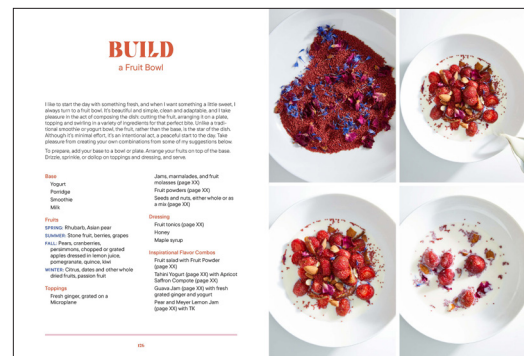 BUILD
a Fruit Bowl
I like to start the day with something fresh, and when I want something a little sweet, I
always turn to a fruit bowl. It's beautiful and simple, clean and adaptable, and I take
pleasure in the act of composing the dish: cutting the fruit, arranging it on a plate,
topping and swirling in a variety of ingredients for that perfect bite. Unlike a tradi-
tional smoothie or yogurt bowl, the fruit, rather than the base, is the star of the dish.
Although it's minimal effort, it's an intentional act, a peaceful start to the day. Take
pleasure from creating your own combinations from some of my suggestions below.
To prepare, add your base to a bowl or plate. Arrange your fruits on top of the base.
Drizzle, sprinkle, or dollop on toppings and dressing, and serve.
Base
Yogurt
Porridge
Smoothie
Milk
Fruits
SPRING: Rhubarb, Asian pear
SUMMER: Stone fruit, berries, grapes
FALL: Pears, cranberries,
persimmons, chopped or grated
apples dressed in lemon juice,
pomegranate, quince, kiwi
WINTER: Citrus, dates and other whole
dried fruits, passion fruit
Toppings
Fresh ginger, grated on a
Microplane
Jams, marmalades, and fruit
molasses (page XX)
Fruit powders (page XX)
Seeds and nuts, either whole or as
a mix (page XX)
Dressing
Fruit tonics (page XX)
Honey
Maple syrup
Inspirational Flavor Combos
Fruit salad with Fruit Powder
(page XX)
Tahini Yogurt (page XX) with Apricot
Saffron Compote (page XX)
Guava Jam (page XX) with fresh
grated ginger and yogurt
Pear and Meyer Lemon Jam
(page XX) with TK